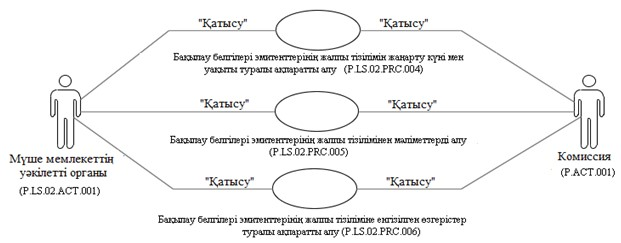 "Қатысу" "Қатысу"
Бақылау белгілері эмитенттерінің жалпы тізілімін жаңарту күні мен
уақыты туралы ақпаратты алу (P.LS.02.PRC.004)
"Қатысу" "Қатысу"
Бақылау белгілері эмитенттерінің жалпы тізілімінен мәліметтерді алу
(P.LS.02.PRC.005)
Мүше мемлекеттің
уәкілетті органы
(P.LS.02.ACT.001)
Комиссия
(P.ACT.001)
"Қатысу" "Қатысу"
Бақылау белгілері эмитенттерінің жалпы тізіліміне енгізілген өзгерістер
туралы ақпаратты алу (P.LS.02.PRC.006)